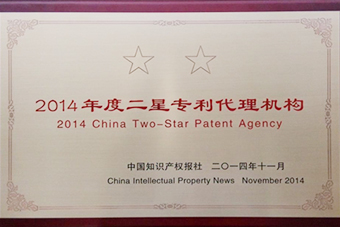 2014年度二星专利代理机构
2014 China Two-Star Patent Agency
中国知识产权报社 二〇一四年十一月
China Intellectual Property News November 2014